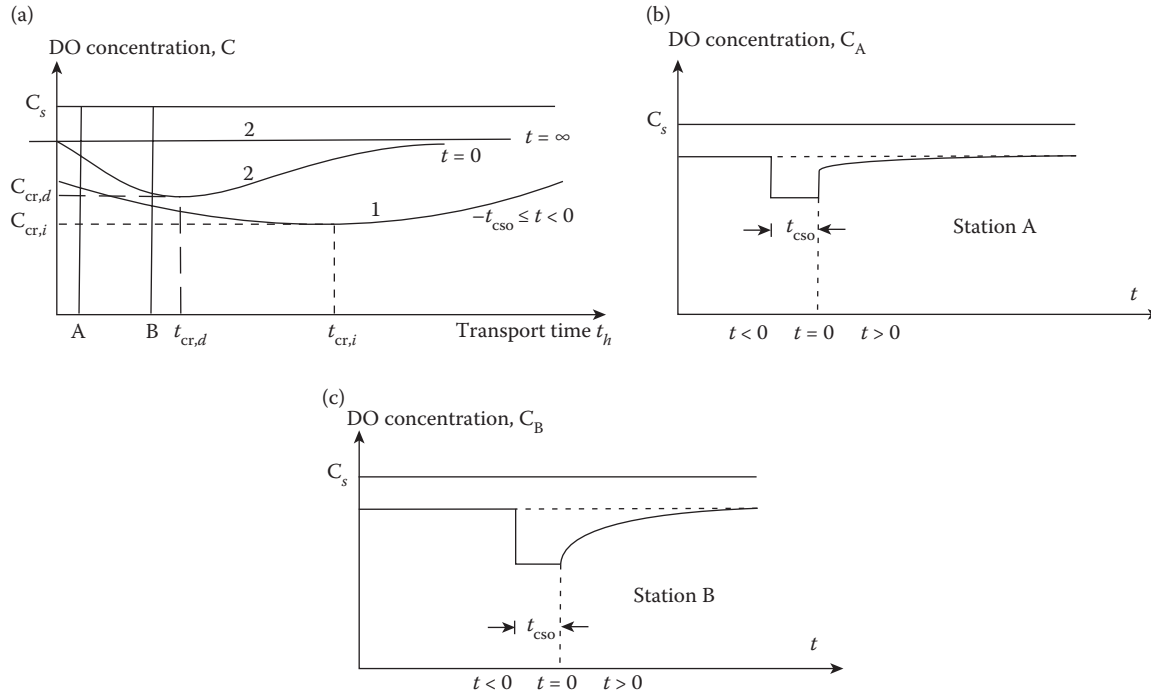 (a)
DO concentration, C
C_s
2
t = ∞
t = 0
2
C_cr,d
1
C_cr,i
–t_cso ≤ t < 0
A
B
t_cr,d
t_cr,i
Transport time t_h
(b)
DO concentration, C_A
C_s
t_cso
Station A
t
t < 0
t = 0
t > 0
(c)
DO concentration, C_B
C_s
Station B
t_cso
t
t < 0
t = 0
t > 0